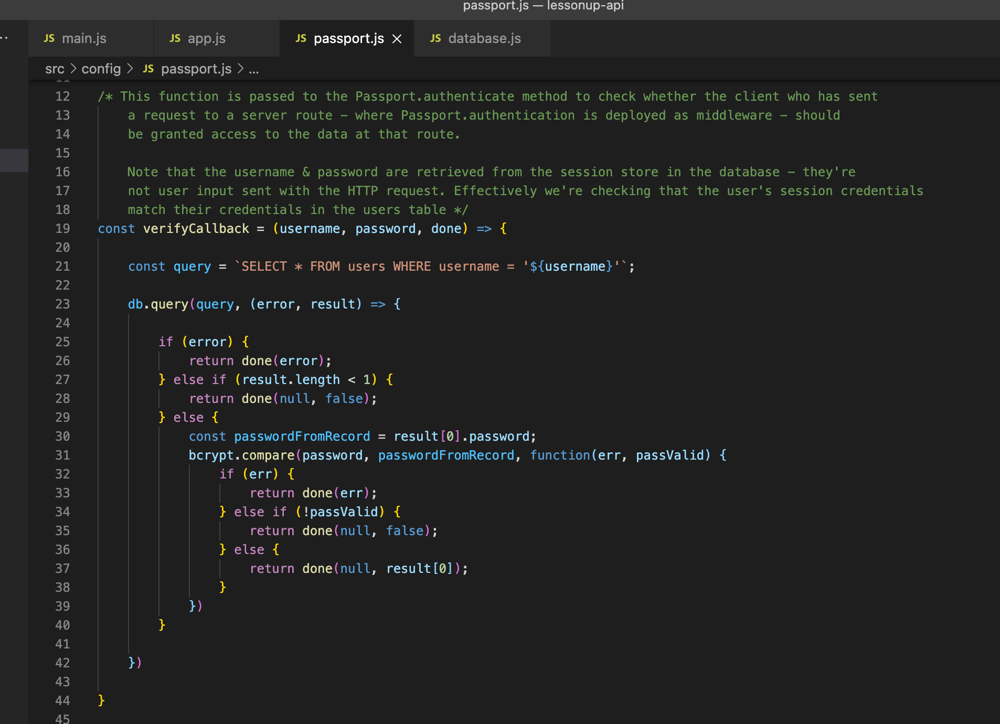 passport.js — lessonup-api
JS main.js JS app.js JS passport.js × JS database.js
src > config > JS passport.js > ...
11
12 /* This function is passed to the Passport.authenticate method to check whether the client who has sent
13 a request to a server route – where Passport.authentication is deployed as middleware – should
14 be granted access to the data at that route.
15
16 Note that the username & password are retrieved from the session store in the database – they're
17 not user input sent with the HTTP request. Effectively we're checking that the user's session credentials
18 match their credentials in the users table */
19 const verifyCallback = (username, password, done) => {
20
21 const query = `SELECT * FROM users WHERE username = '${username}'`;
22
23 db.query(query, (error, result) => {
24
25 if (error) {
26 return done(error);
27 } else if (result.length < 1) {
28 return done(null, false);
29 } else {
30 const passwordFromRecord = result[0].password;
31 bcrypt.compare(password, passwordFromRecord, function(err, passValid) {
32 if (err) {
33 return done(err);
34 } else if (!passValid) {
35 return done(null, false);
36 } else {
37 return done(null, result[0]);
38 }
39 })
40 }
41
42 })
43
44 }
45